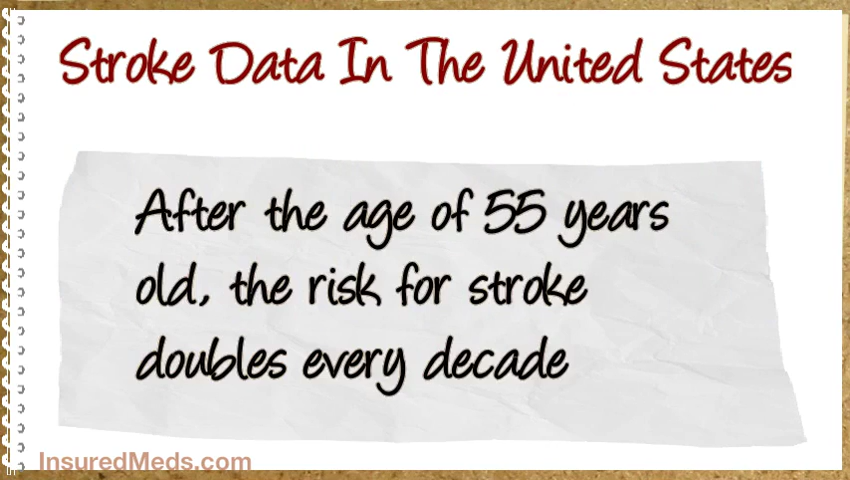 Stroke Data In The United States
After the age of 55 years
old, the risk for stroke
doubles every decade
InsuredMeds.com